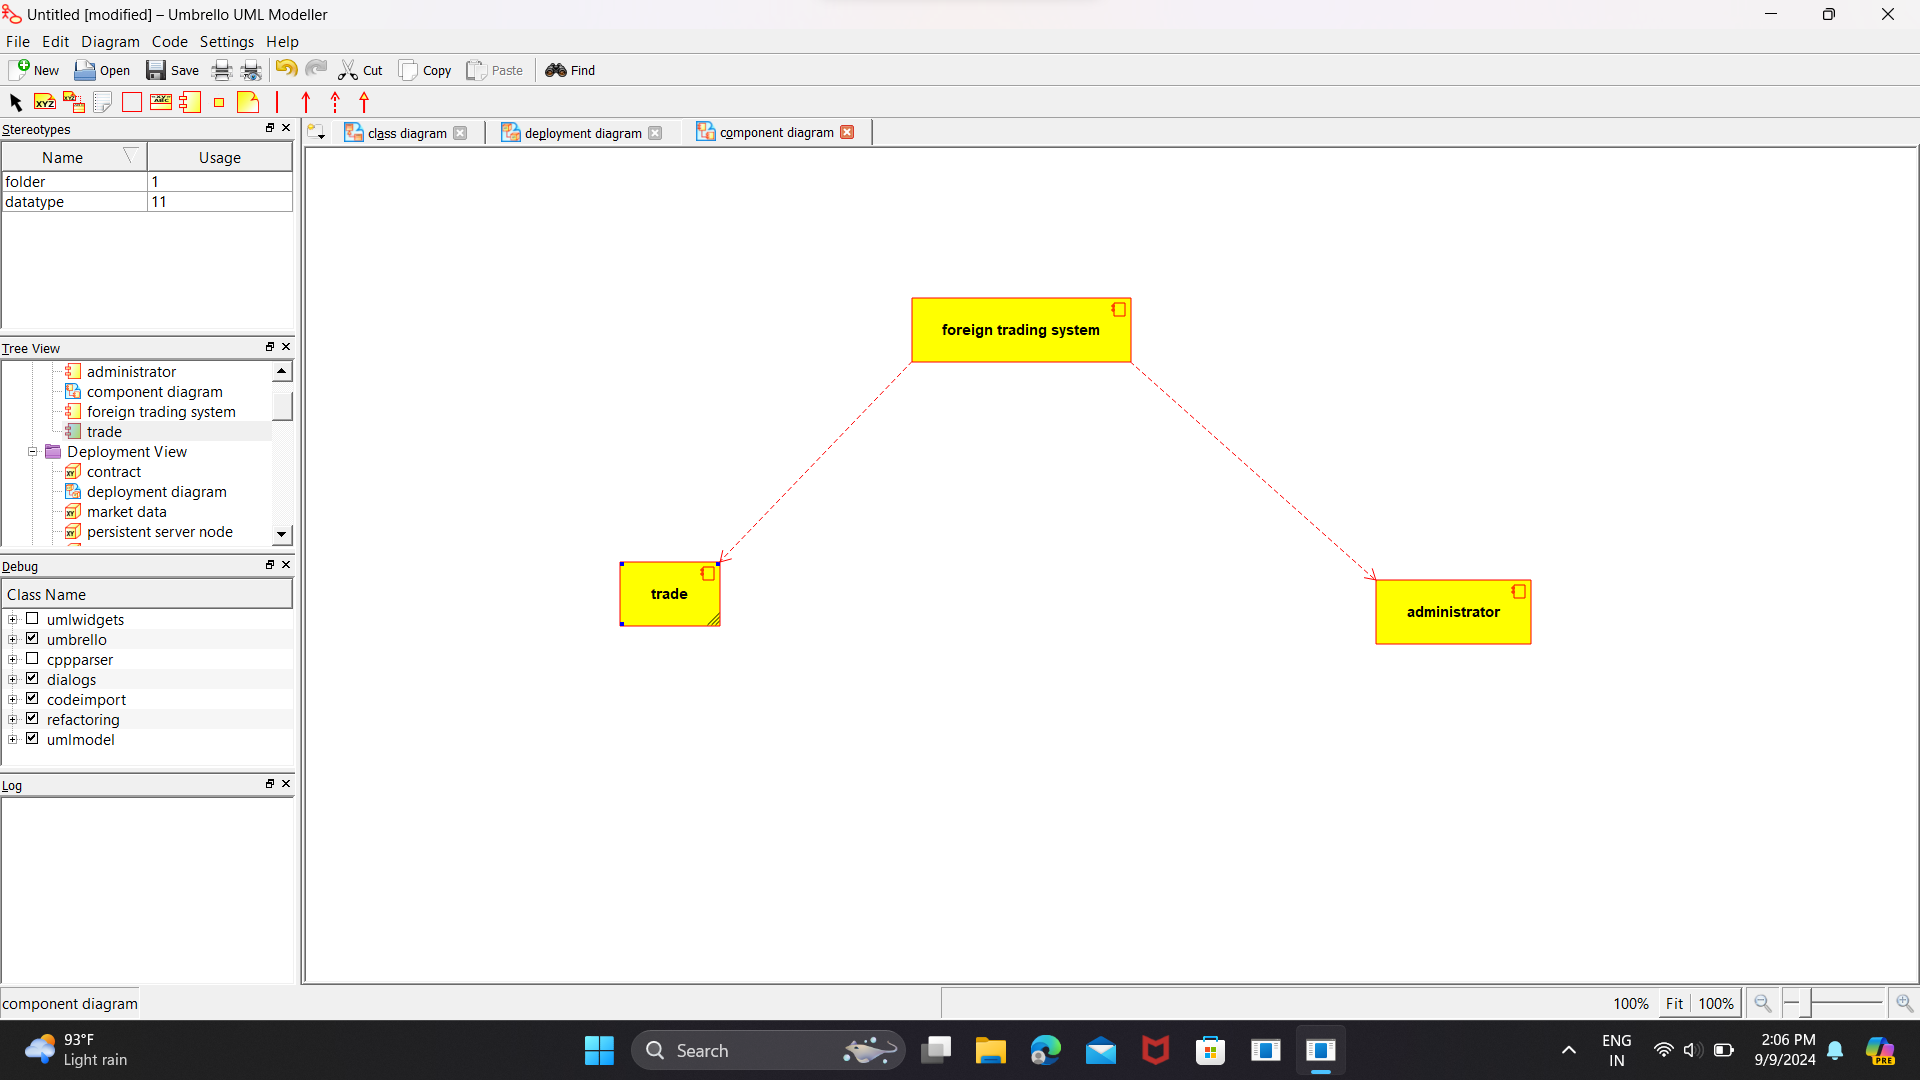 Untitled [modified] – Umbrello UML Modeller
File Edit Diagram Code Settings Help
New Open Save Cut Copy Paste Find
XYZ XYZ ABC
Stereotypes
class diagram deployment diagram component diagram
Name Usage
folder 1
datatype 11
foreign trading system
Tree View
administrator
component diagram
foreign trading system
trade
Deployment View
contract
deployment diagram
market data
persistent server node
trade
administrator
Debug
Class Name
umlwidgets
umbrello
cppparser
dialogs
codeimport
refactoring
umlmodel
Log
component diagram
100% Fit 100%
93°F
Light rain
Search
ENG
IN
2:06 PM
9/9/2024
PRE